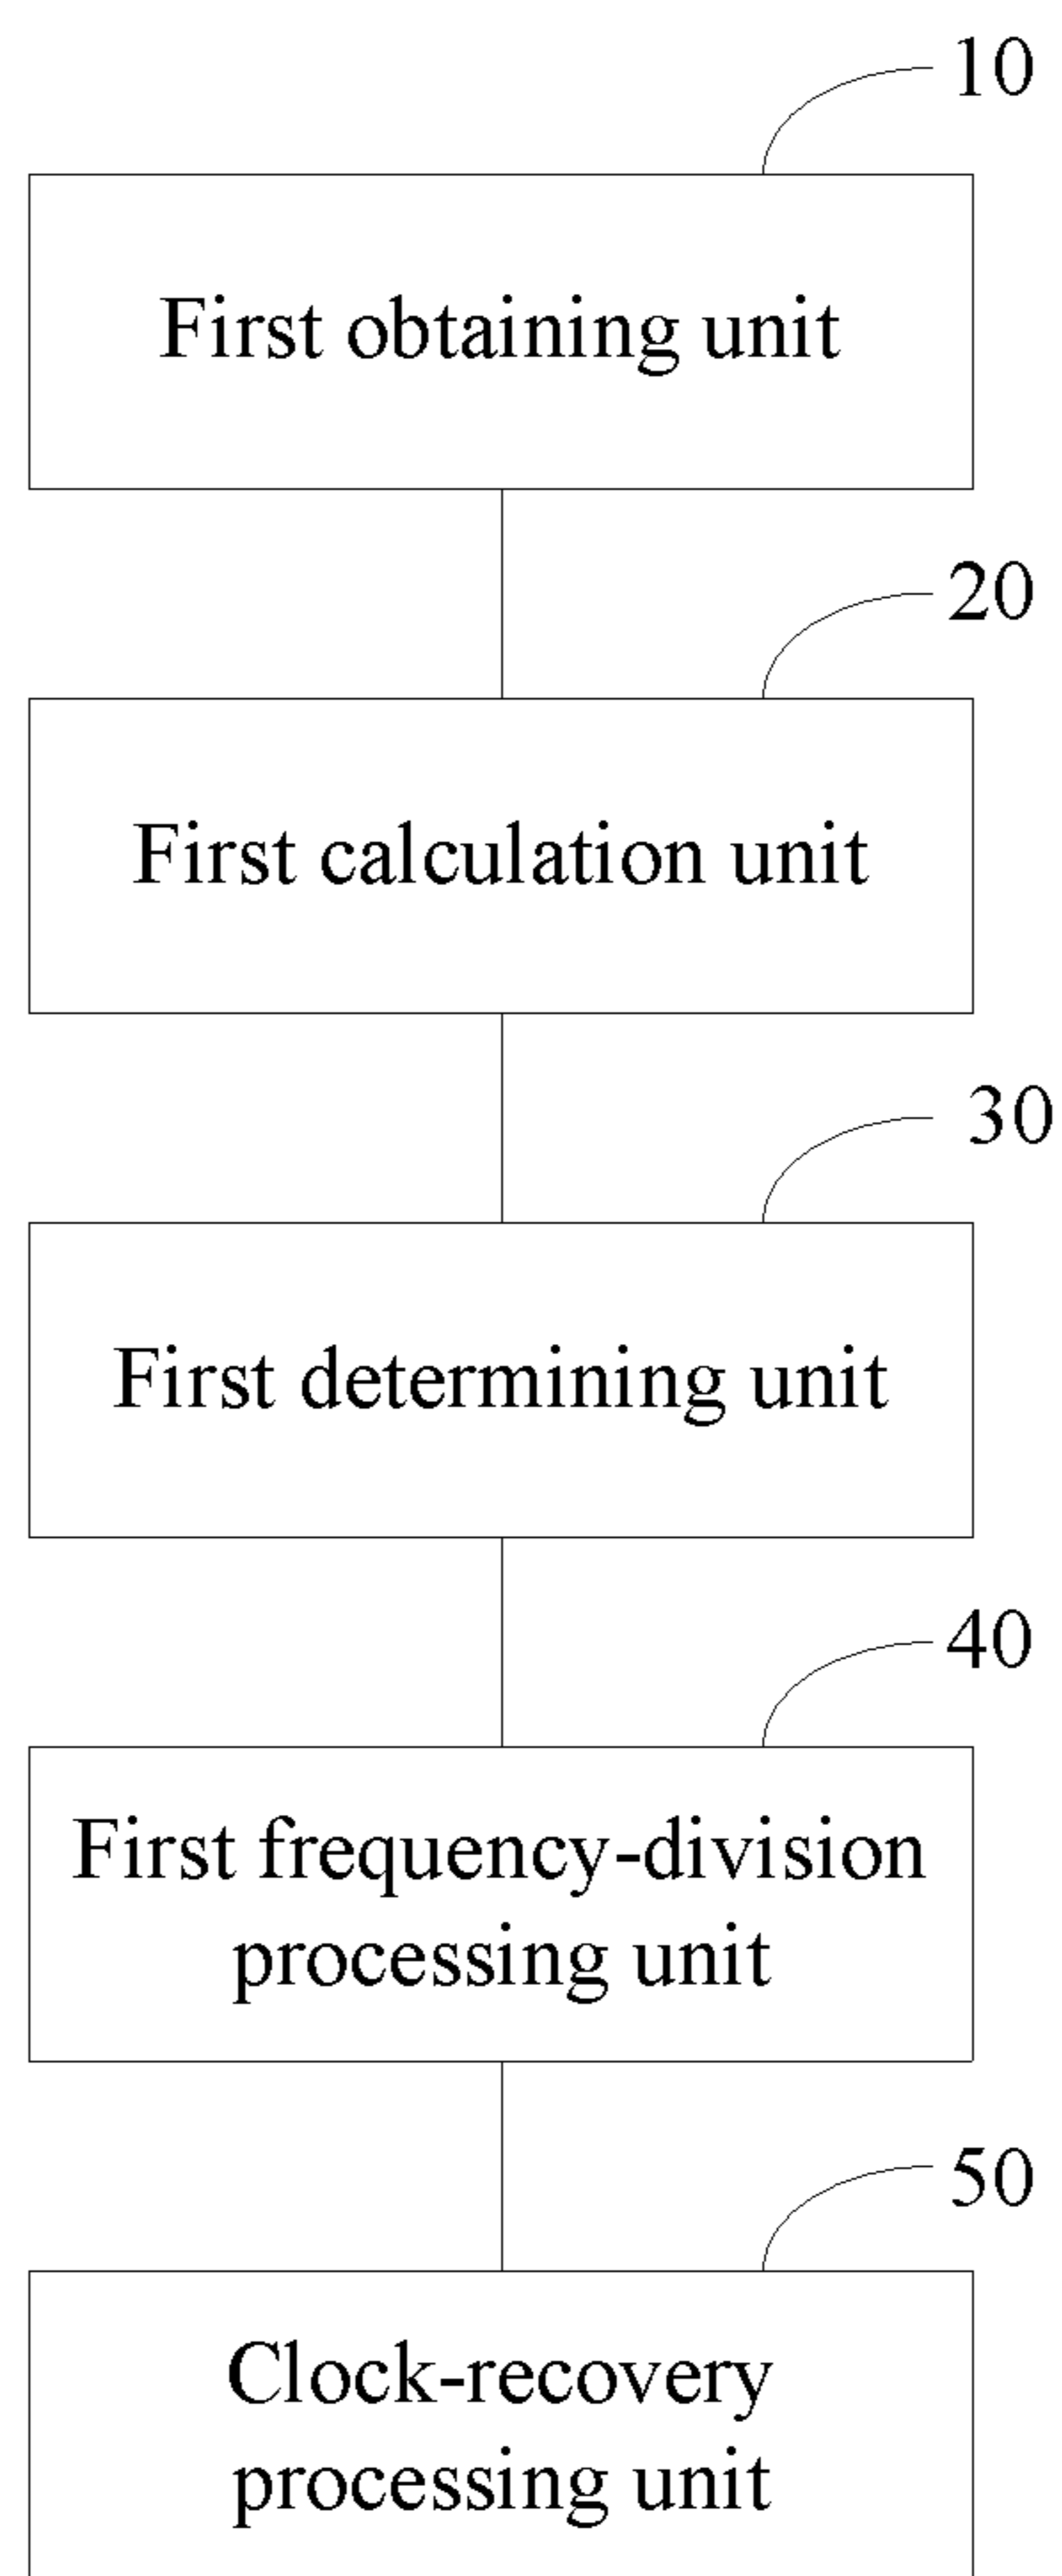 10
First obtaining unit
20
First calculation unit
30
First determining unit
40
First frequency-division
processing unit
50
Clock-recovery
processing unit